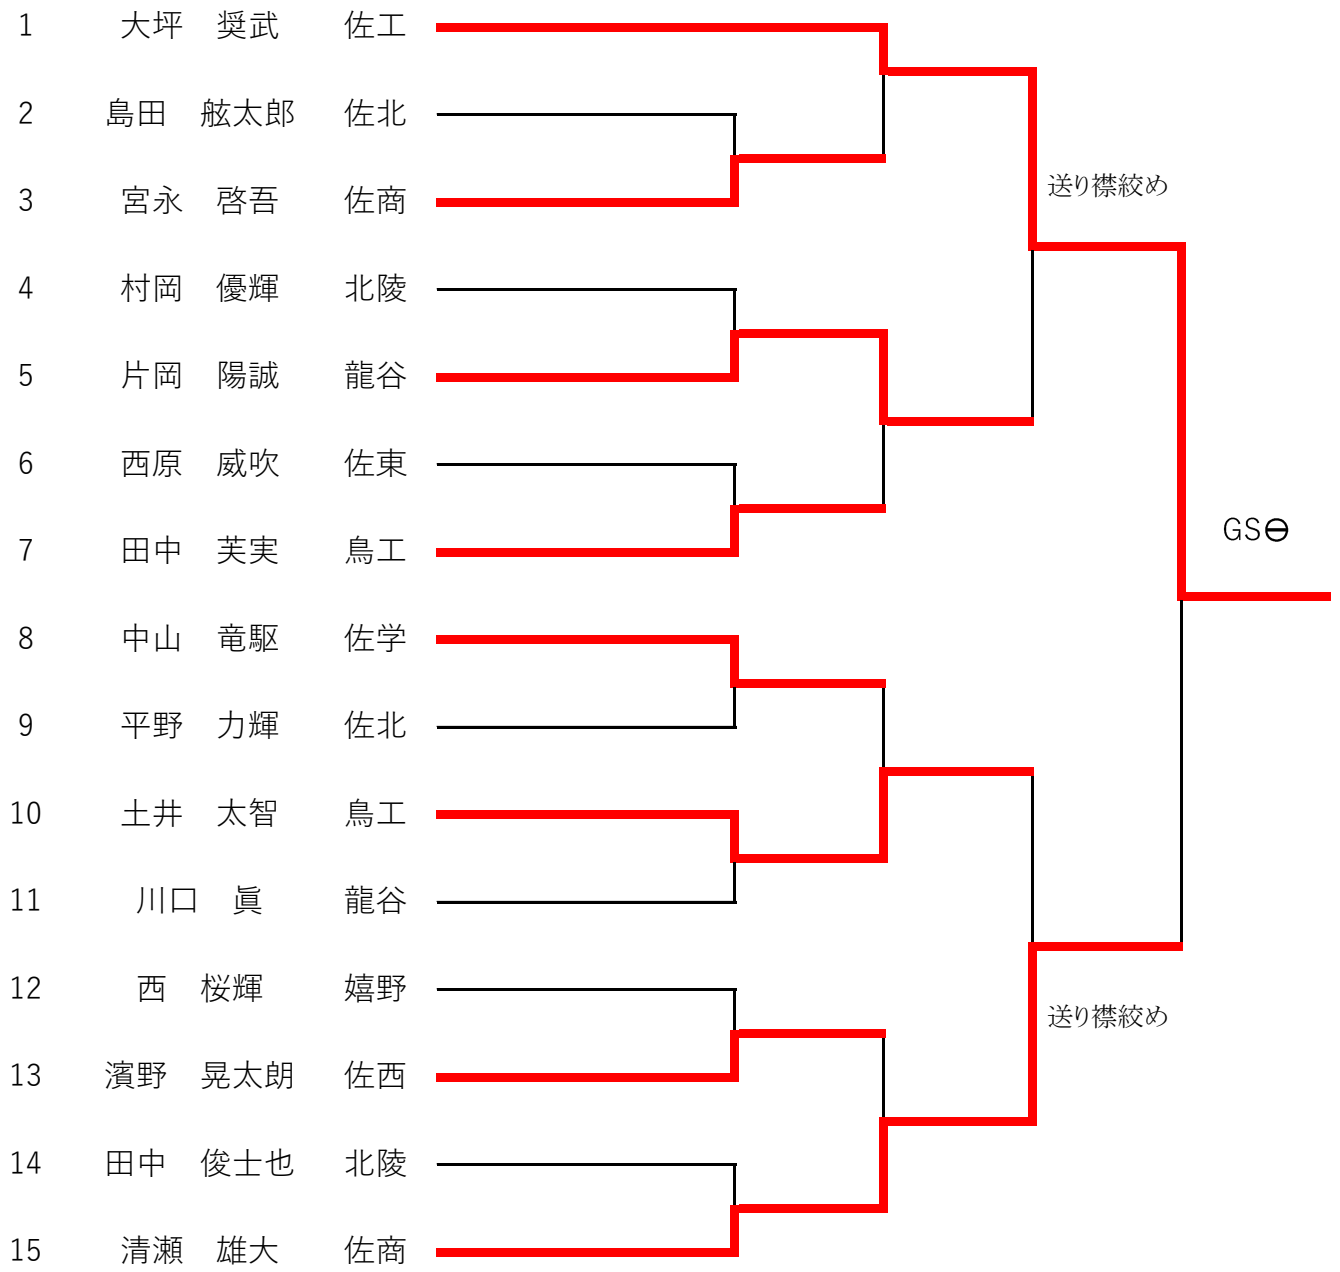 1 大坪 奨武 佐工
2 島田 舷太郎 佐北
送り襟絞め
3 宮永 啓吾 佐商
4 村岡 優輝 北陵
5 片岡 陽誠 龍谷
6 西原 威吹 佐東
GS⊖
7 田中 芙実 鳥工
8 中山 竜駆 佐学
9 平野 力輝 佐北
10 土井 太智 鳥工
11 川口 眞 龍谷
12 西 桜輝 嬉野
送り襟絞め
13 濱野 晃太朗 佐西
14 田中 俊士也 北陵
15 清瀬 雄大 佐商